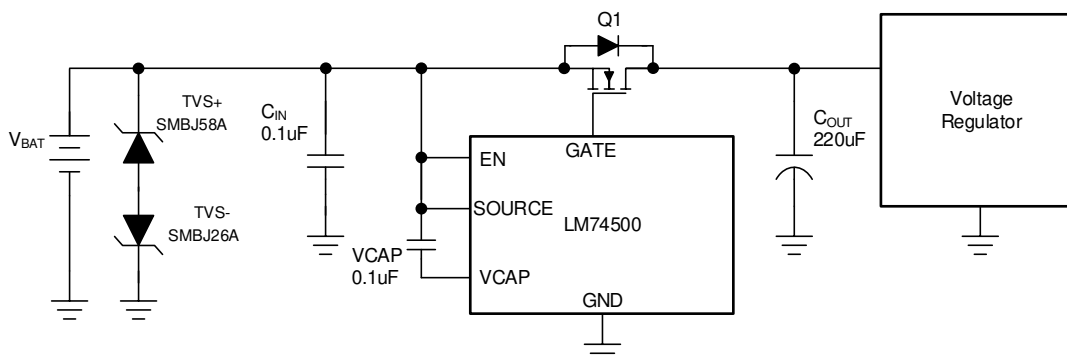 Q1
TVS+
SMBJ58A
CIN
0.1uF
VBAT
Voltage
Regulator
COUT
220uF
GATE
EN
SOURCE
LM74500
TVS-
SMBJ26A
VCAP
0.1uF
VCAP
GND